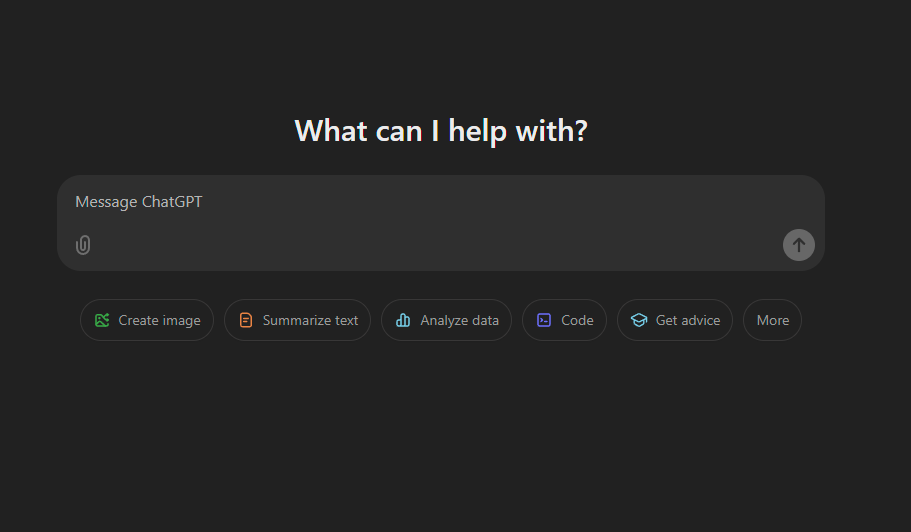 What can I help with?
Message ChatGPT
Create image Summarize text Analyze data Code Get advice More